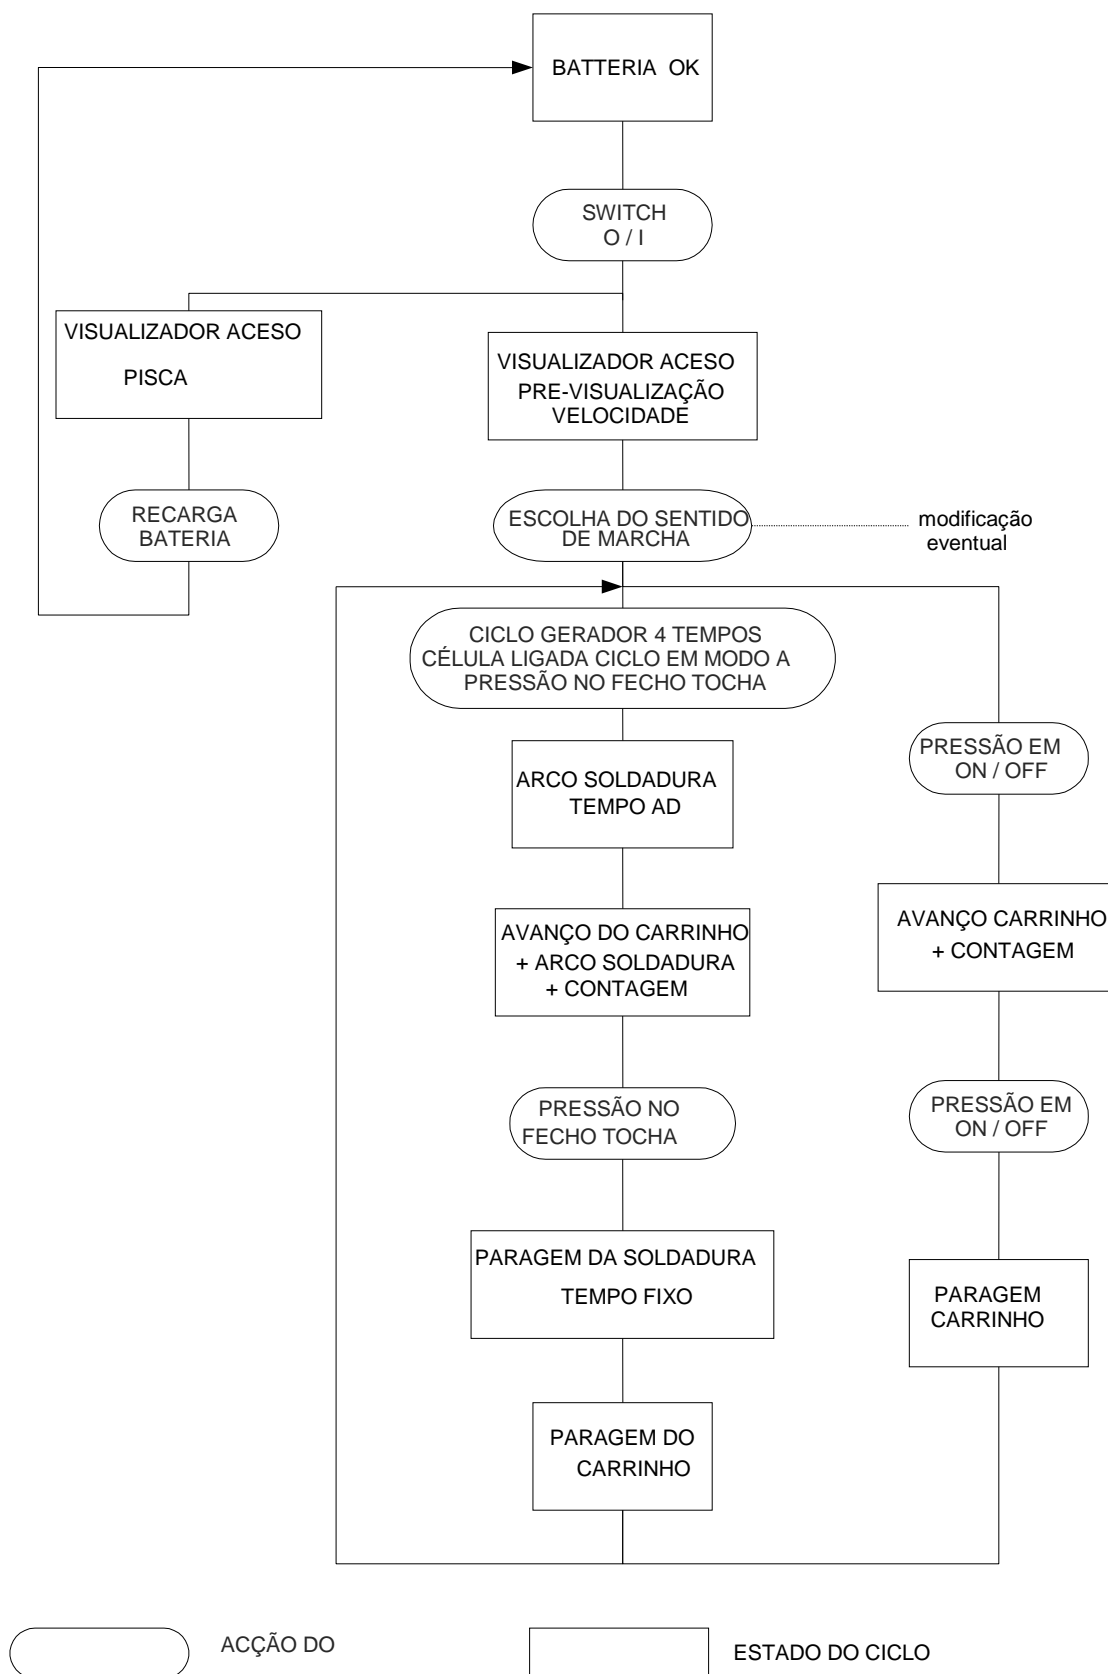 BATTERIA OK
SWITCH
O / I
VISUALIZADOR ACESO
PISCA
VISUALIZADOR ACESO
PRE-VISUALIZAÇÃO
VELOCIDADE
RECARGA
BATERIA
ESCOLHA DO SENTIDO
DE MARCHA
modificação
eventual
CICLO GERADOR 4 TEMPOS
CÉLULA LIGADA CICLO EM MODO A
PRESSÃO NO FECHO TOCHA
ARCO SOLDADURA
TEMPO AD
AVANÇO DO CARRINHO
+ ARCO SOLDADURA
+ CONTAGEM
PRESSÃO NO
FECHO TOCHA
PARAGEM DA SOLDADURA
TEMPO FIXO
PARAGEM DO
CARRINHO
PRESSÃO EM
ON / OFF
AVANÇO CARRINHO
+ CONTAGEM
PRESSÃO EM
ON / OFF
PARAGEM
CARRINHO
ACÇÃO DO
ESTADO DO CICLO